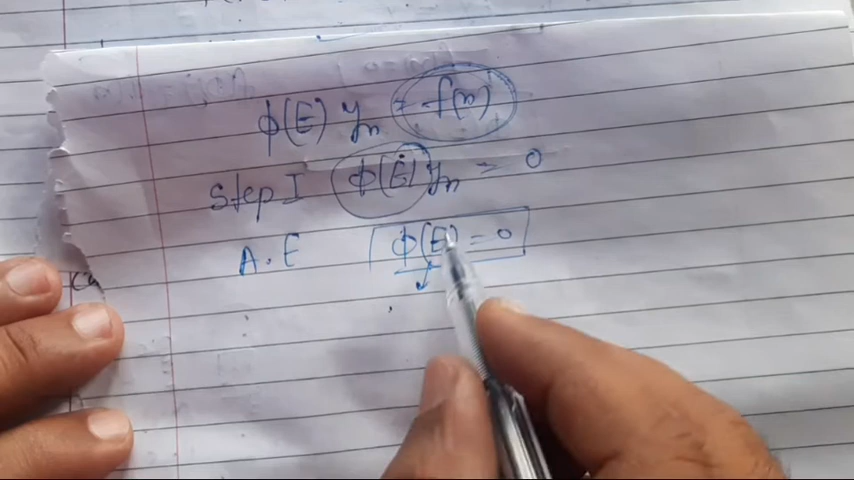 ϕ(E) yₙ = f(n)
Step I ϕ(E) yₙ = 0
A.E ϕ(E) = 0